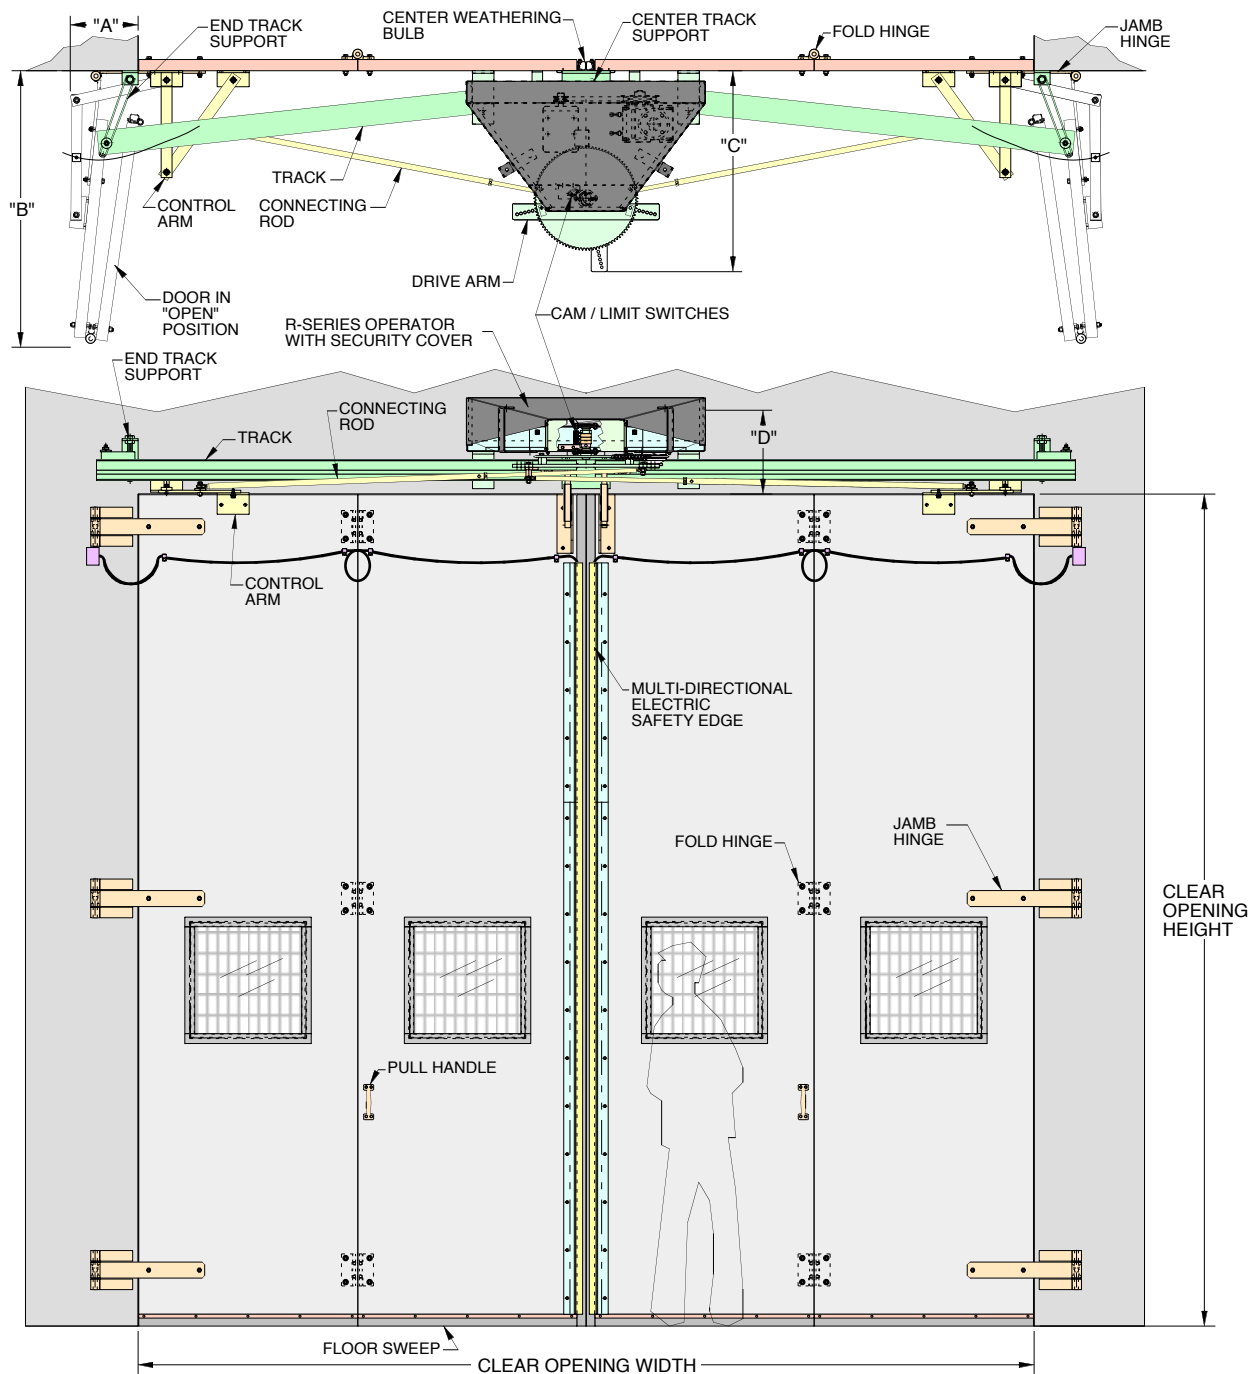 "A"
END TRACK
SUPPORT
CENTER WEATHERING
BULB
CENTER TRACK
SUPPORT
FOLD HINGE
JAMB
HINGE
"B"
"C"
TRACK
CONTROL
ARM
CONNECTING
ROD
DRIVE ARM
DOOR IN
"OPEN"
POSITION
CAM / LIMIT SWITCHES
R-SERIES OPERATOR
WITH SECURITY COVER
END TRACK
SUPPORT
CONNECTING
ROD
TRACK
"D"
CONTROL
ARM
MULTI-DIRECTIONAL
ELECTRIC
SAFETY EDGE
FOLD HINGE
JAMB
HINGE
CLEAR
OPENING
HEIGHT
PULL HANDLE
FLOOR SWEEP
CLEAR OPENING WIDTH